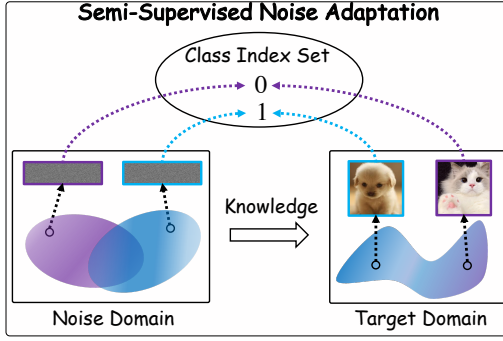 Semi-Supervised Noise Adaptation
Class Index Set
0
1
Knowledge
Noise Domain
Target Domain